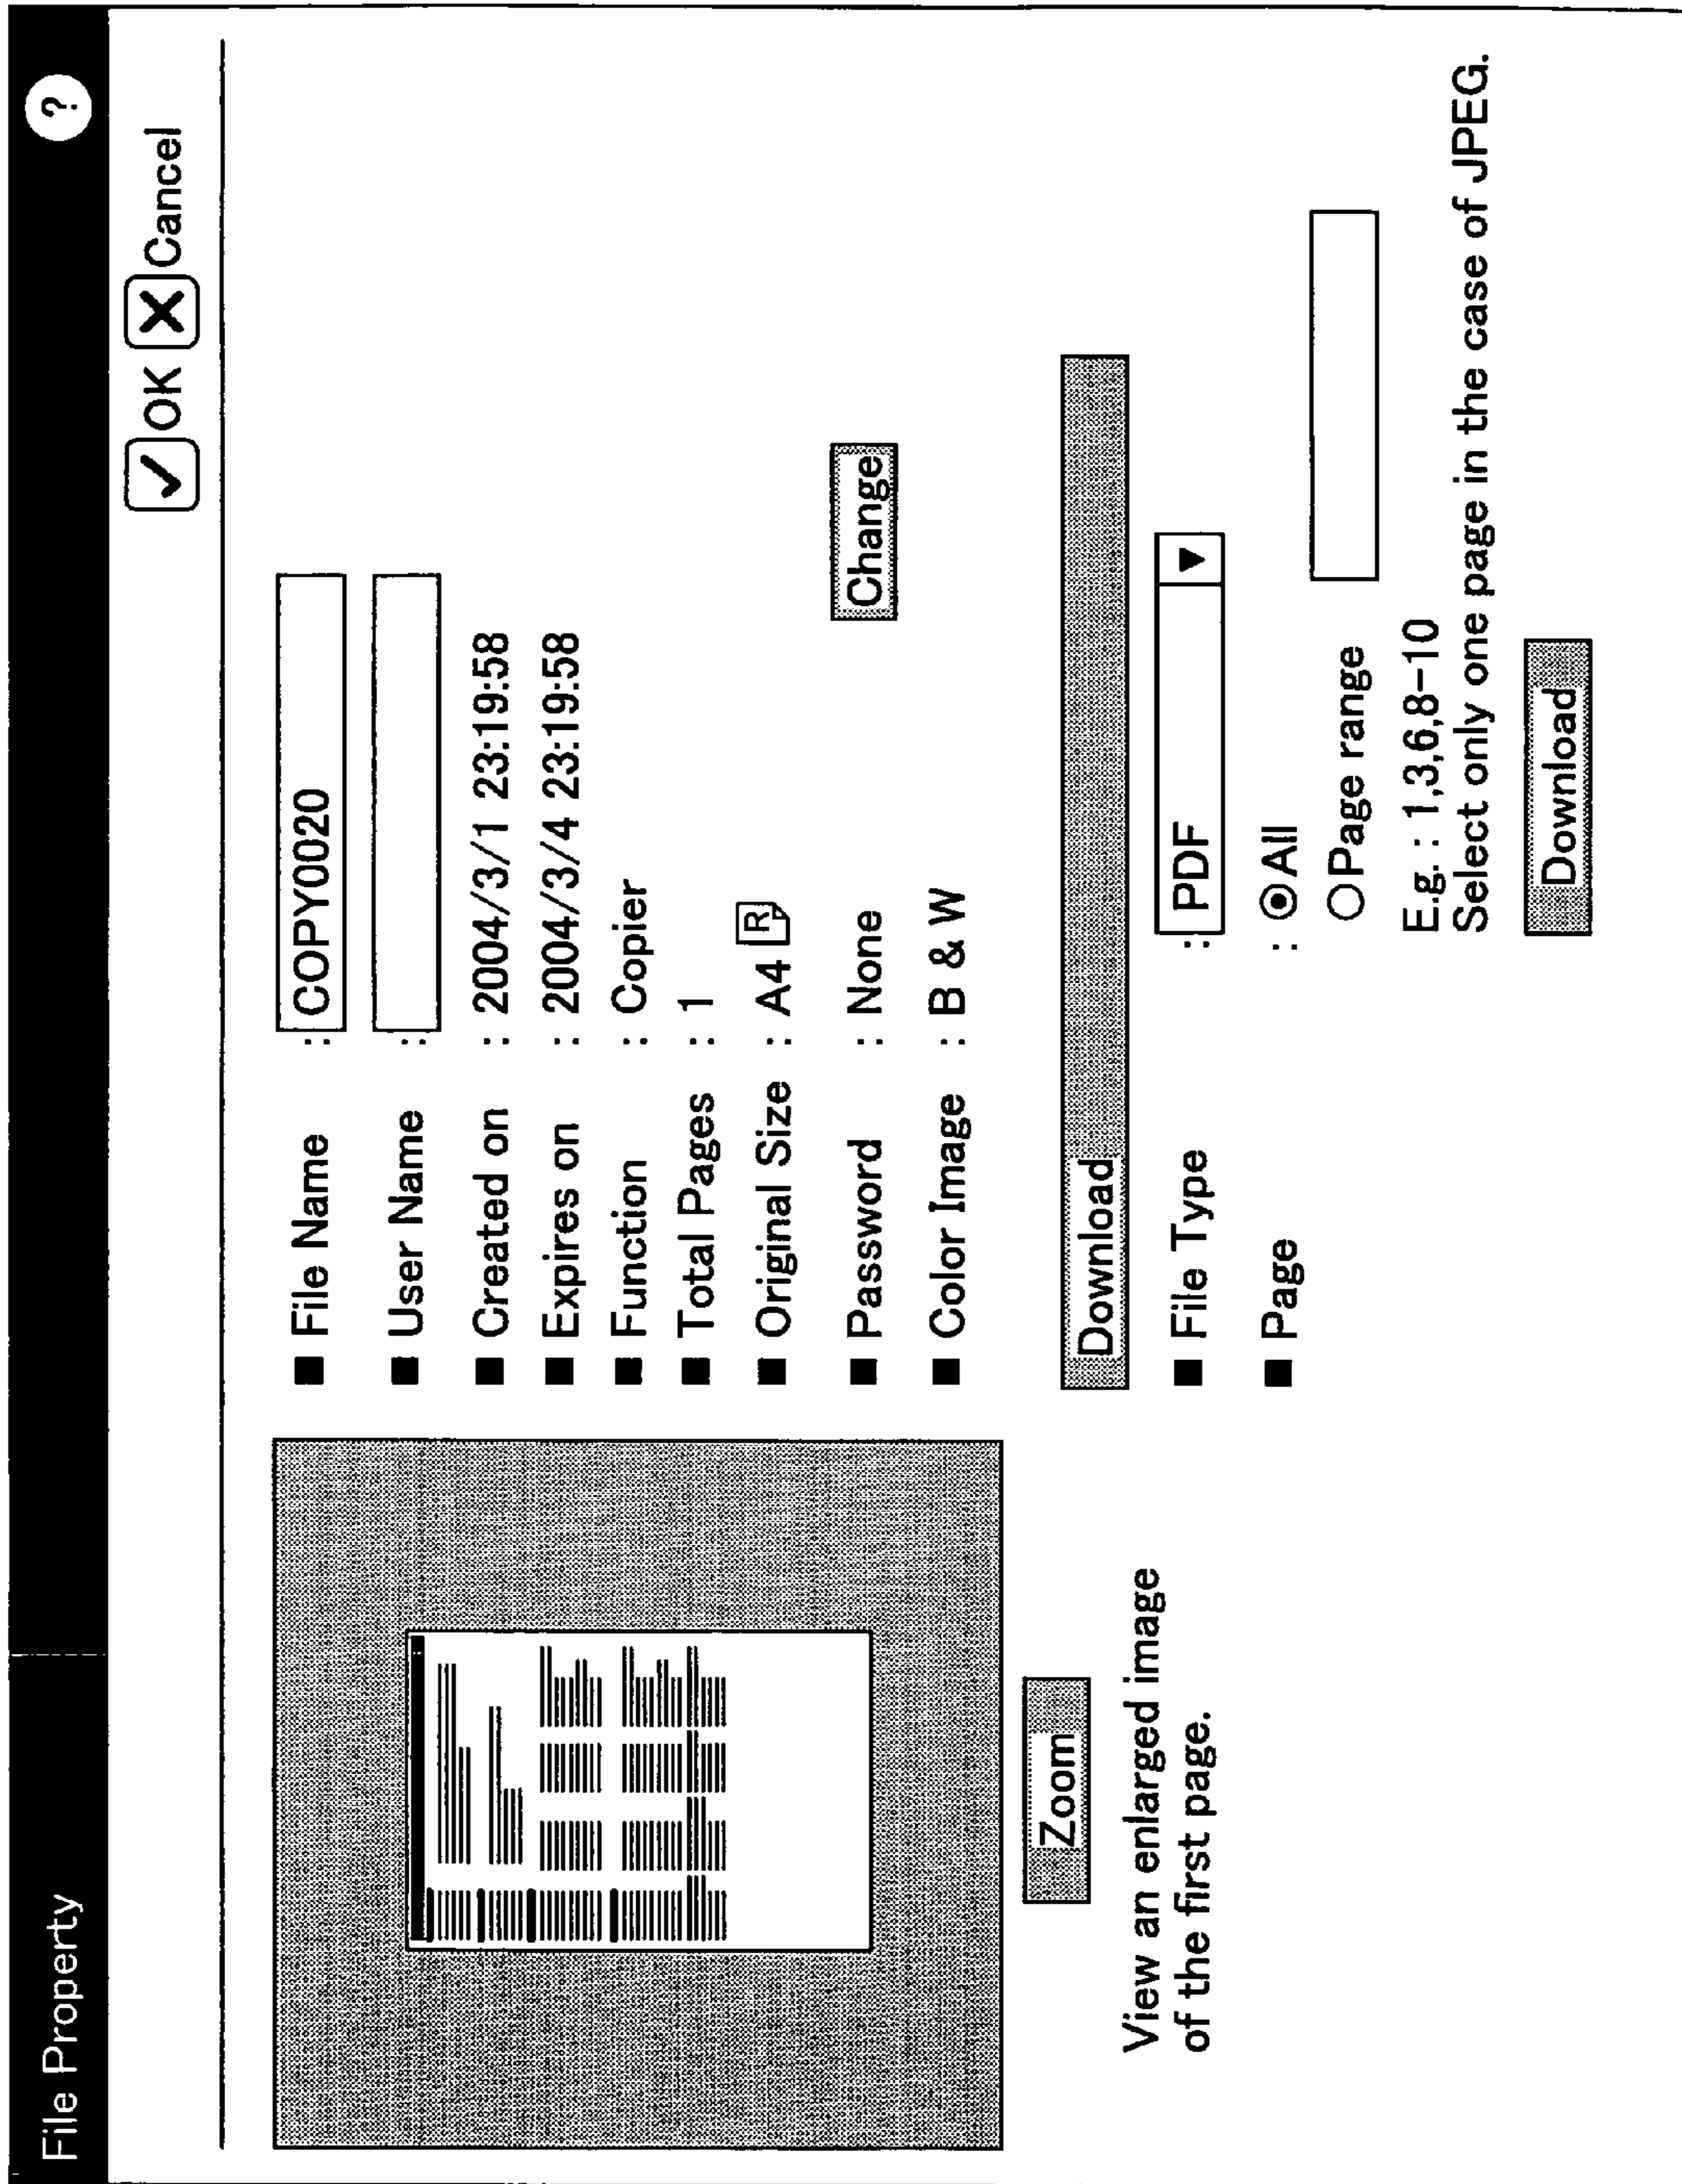 File Property
?
OK Cancel
File Name : COPY0020
User Name :
Created on : 2004/3/1 23:19:58
Expires on : 2004/3/4 23:19:58
Function : Copier
Total Pages : 1
Original Size : A4 R
Password : None Change
Color Image : B & W
Zoom
View an enlarged image
of the first page.
Download
File Type : PDF
Page : All
Page range
E.g. : 1,3,6,8-10
Select only one page in the case of JPEG.
Download